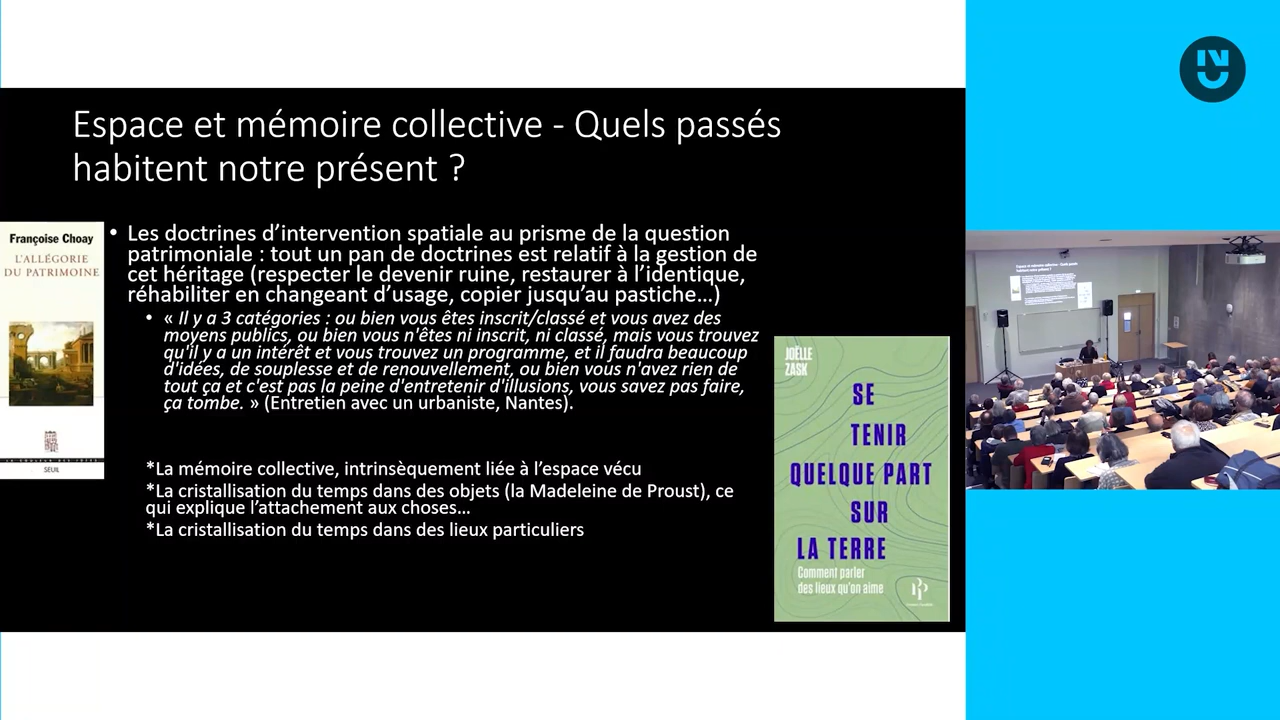 Espace et mémoire collective - Quels passés
habitent notre présent ?
Françoise Choay
L'ALLÉGORIE
DU PATRIMOINE
SEUIL
• Les doctrines d'intervention spatiale au prisme de la question
patrimoniale : tout un pan de doctrines est relatif à la gestion de
cet héritage (respecter le devenir ruine, restaurer à l'identique,
réhabiliter en changeant d'usage, copier jusqu'au pastiche…)
• « Il y a 3 catégories : ou bien vous êtes inscrit/classé et vous avez des
moyens publics, ou bien vous n'êtes ni inscrit, ni classé, mais vous trouvez
qu'il y a un intérêt et vous trouvez un programme, et il faudra beaucoup
d'idées, de souplesse et de renouvellement, ou bien vous n'avez rien de
tout ça et c'est pas la peine d'entretenir d'illusions, vous savez pas faire,
ça tombe. » (Entretien avec un urbaniste, Nantes).
*La mémoire collective, intrinsèquement liée à l'espace vécu
*La cristallisation du temps dans des objets (la Madeleine de Proust), ce
qui explique l'attachement aux choses…
*La cristallisation du temps dans des lieux particuliers
JOËLLE
ZASK
SE
TENIR
QUELQUE PART
SUR
LA TERRE
Comment parler
des lieux qu'on aime